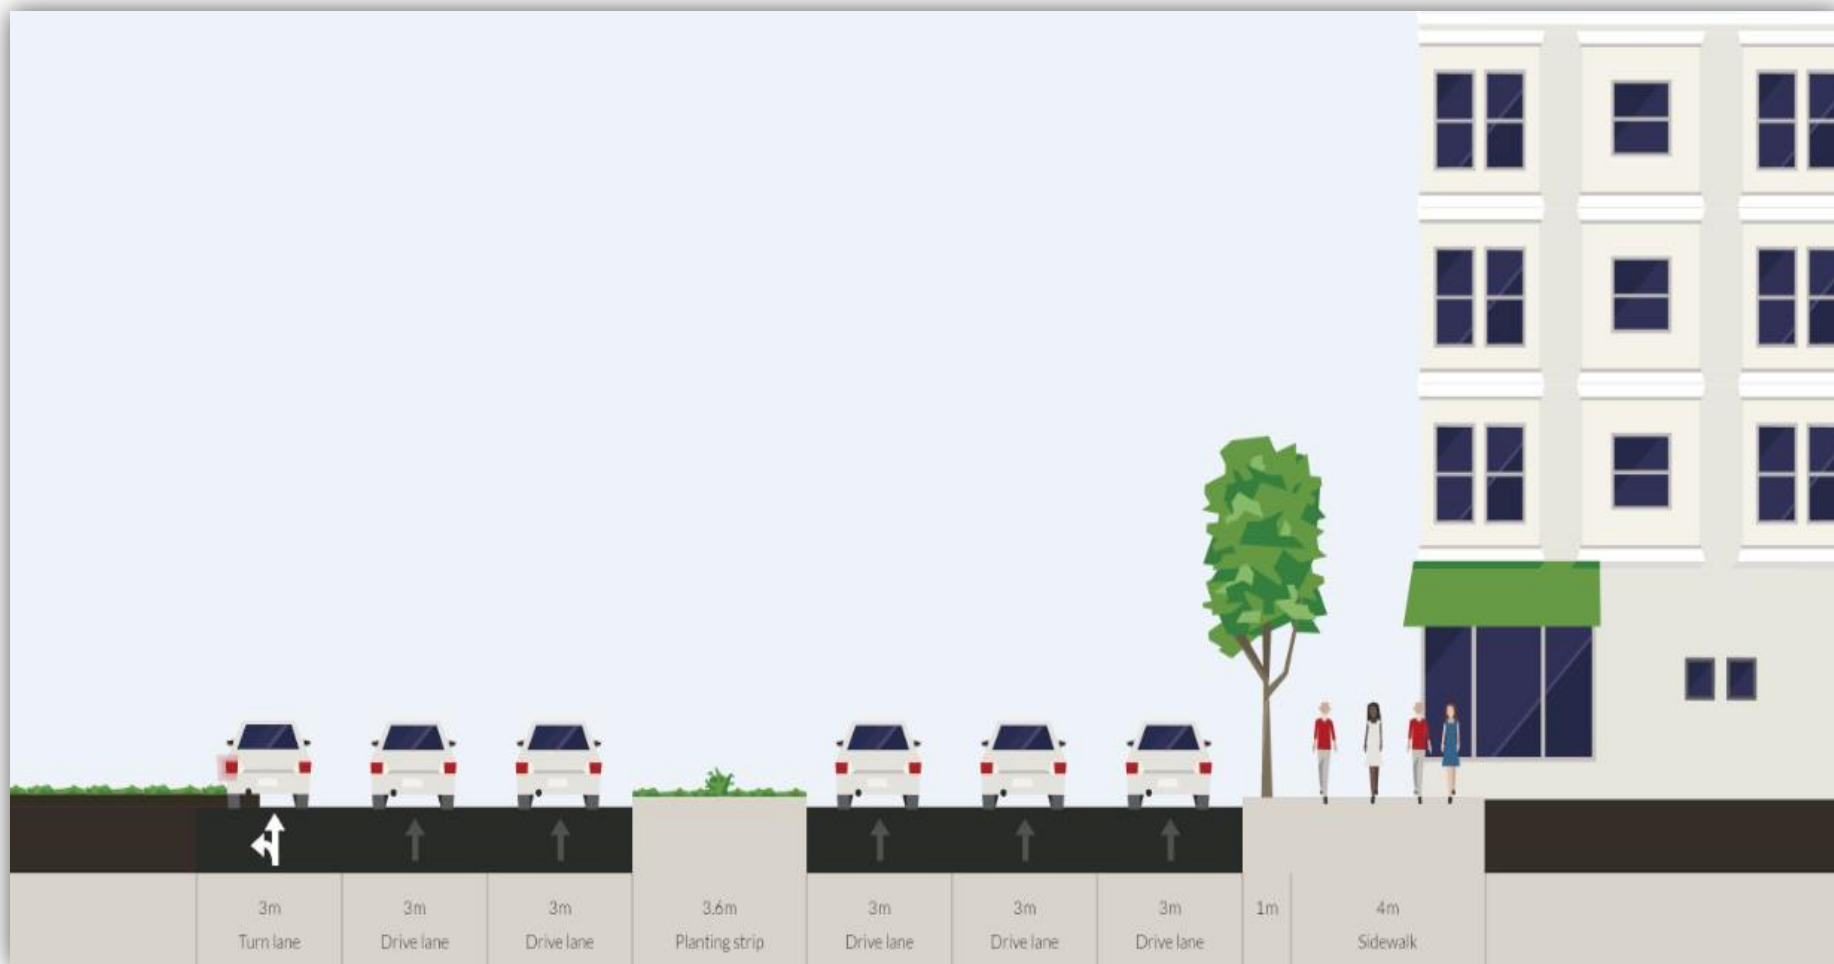 3m
3m
3m
3.6m
3m
3m
3m
1m
4m
Turn lane
Drive lane
Drive lane
Planting strip
Drive lane
Drive lane
Drive lane
Sidewalk